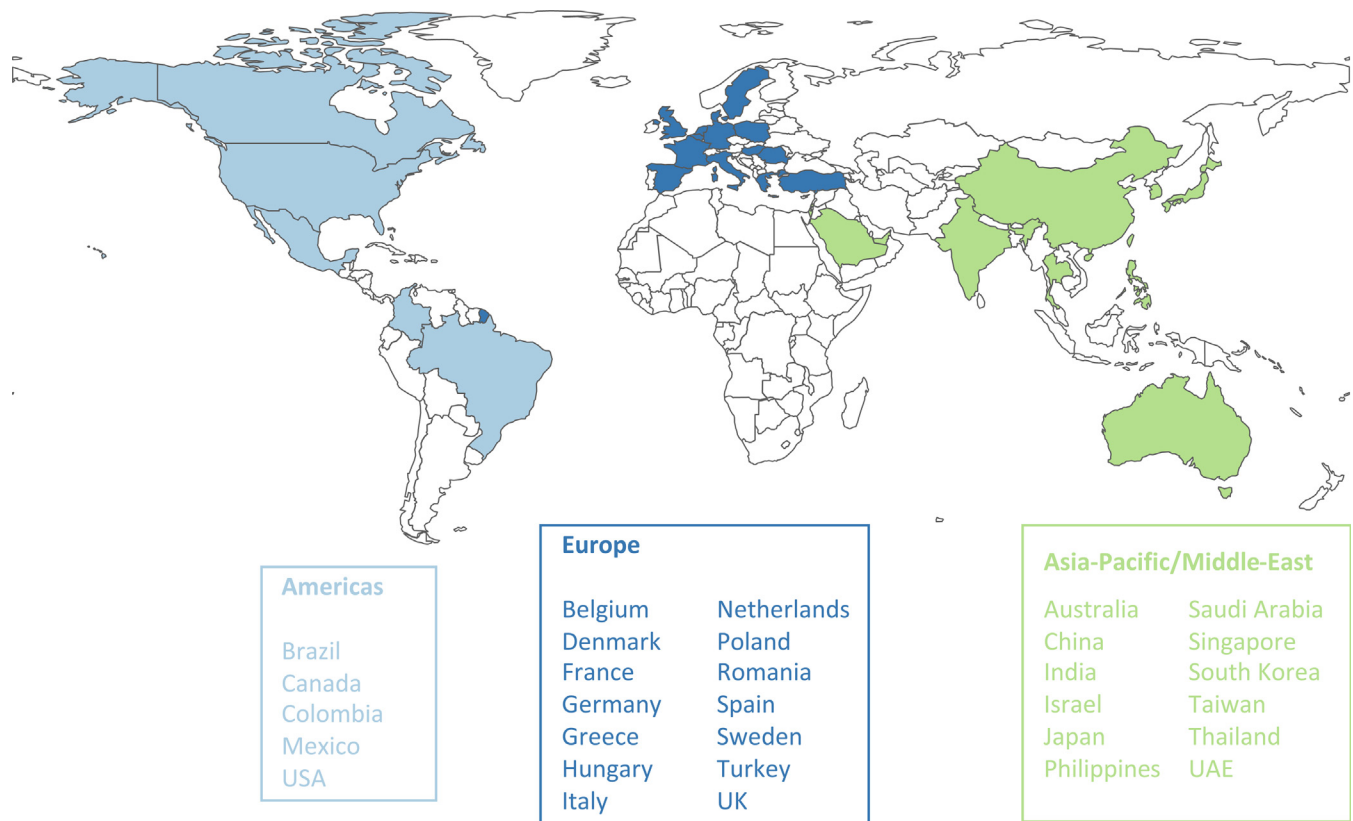 Americas
Brazil
Canada
Colombia
Mexico
USA
Europe
Belgium
Denmark
France
Germany
Greece
Hungary
Italy
Netherlands
Poland
Romania
Spain
Sweden
Turkey
UK
Asia-Pacific/Middle-East
Australia
China
India
Israel
Japan
Philippines
Saudi Arabia
Singapore
South Korea
Taiwan
Thailand
UAE